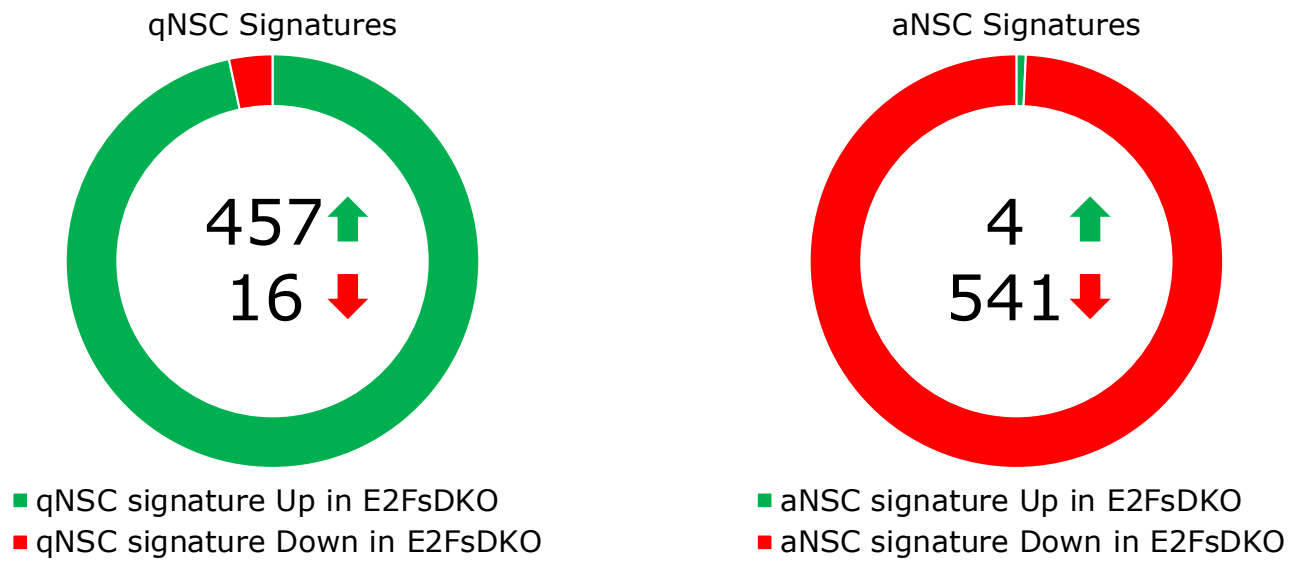 qNSC Signatures
457
16
qNSC signature Up in E2FsDKO
qNSC signature Down in E2FsDKO
aNSC Signatures
4
541
aNSC signature Up in E2FsDKO
aNSC signature Down in E2FsDKO